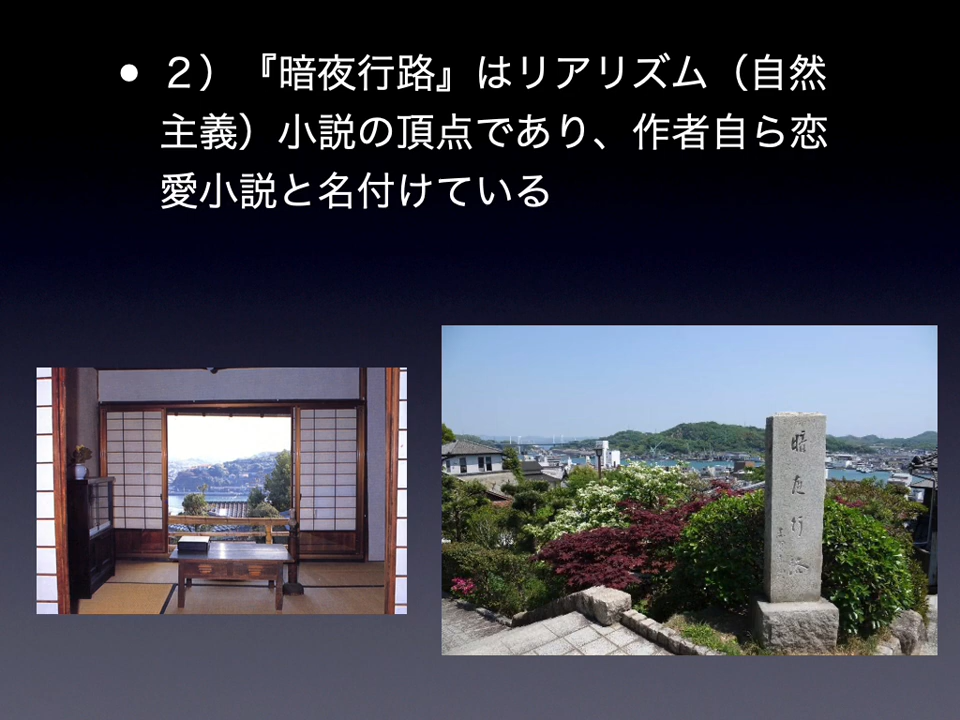 • ２）『暗夜行路』はリアリズム（自然
主義）小説の頂点であり、作者自ら恋
愛小説と名付けている
暗夜行路